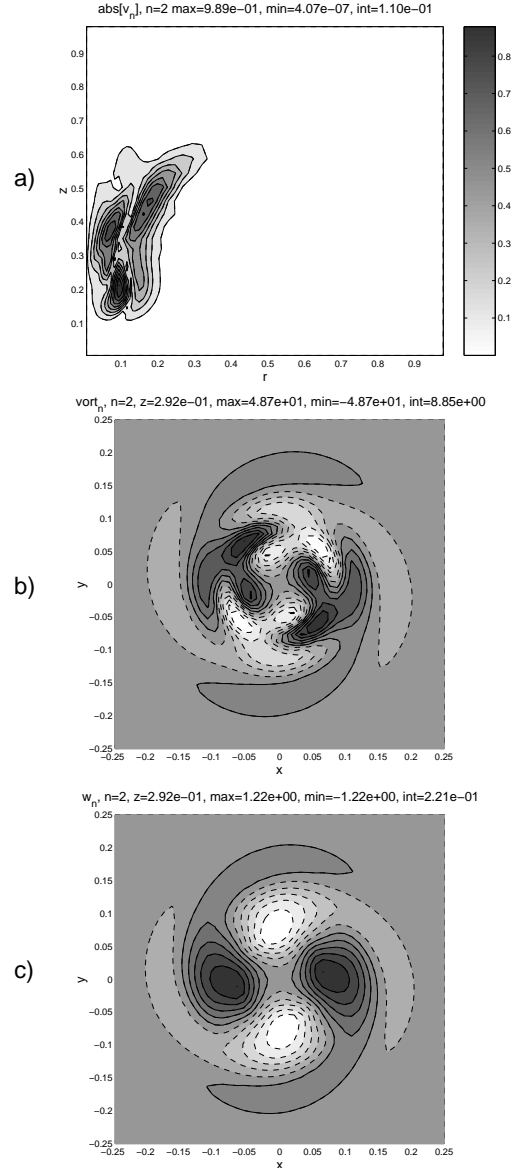 abs[v_n], n=2 max=9.89e−01, min=4.07e−07, int=1.10e−01
a)
z
0.9
0.8
0.7
0.6
0.5
0.4
0.3
0.2
0.1
0.1 0.2 0.3 0.4 0.5 0.6 0.7 0.8 0.9
r
0.8
0.7
0.6
0.5
0.4
0.3
0.2
0.1
vort_n, n=2, z=2.92e−01, max=4.87e+01, min=−4.87e+01, int=8.85e+00
b)
y
0.25
0.2
0.15
0.1
0.05
0
−0.05
−0.1
−0.15
−0.2
−0.25
−0.25 −0.2 −0.15 −0.1 −0.05 0 0.05 0.1 0.15 0.2 0.25
x
w_n, n=2, z=2.92e−01, max=1.22e+00, min=−1.22e+00, int=2.21e−01
c)
y
0.25
0.2
0.15
0.1
0.05
0
−0.05
−0.1
−0.15
−0.2
−0.25
−0.25 −0.2 −0.15 −0.1 −0.05 0 0.05 0.1 0.15 0.2 0.25
x